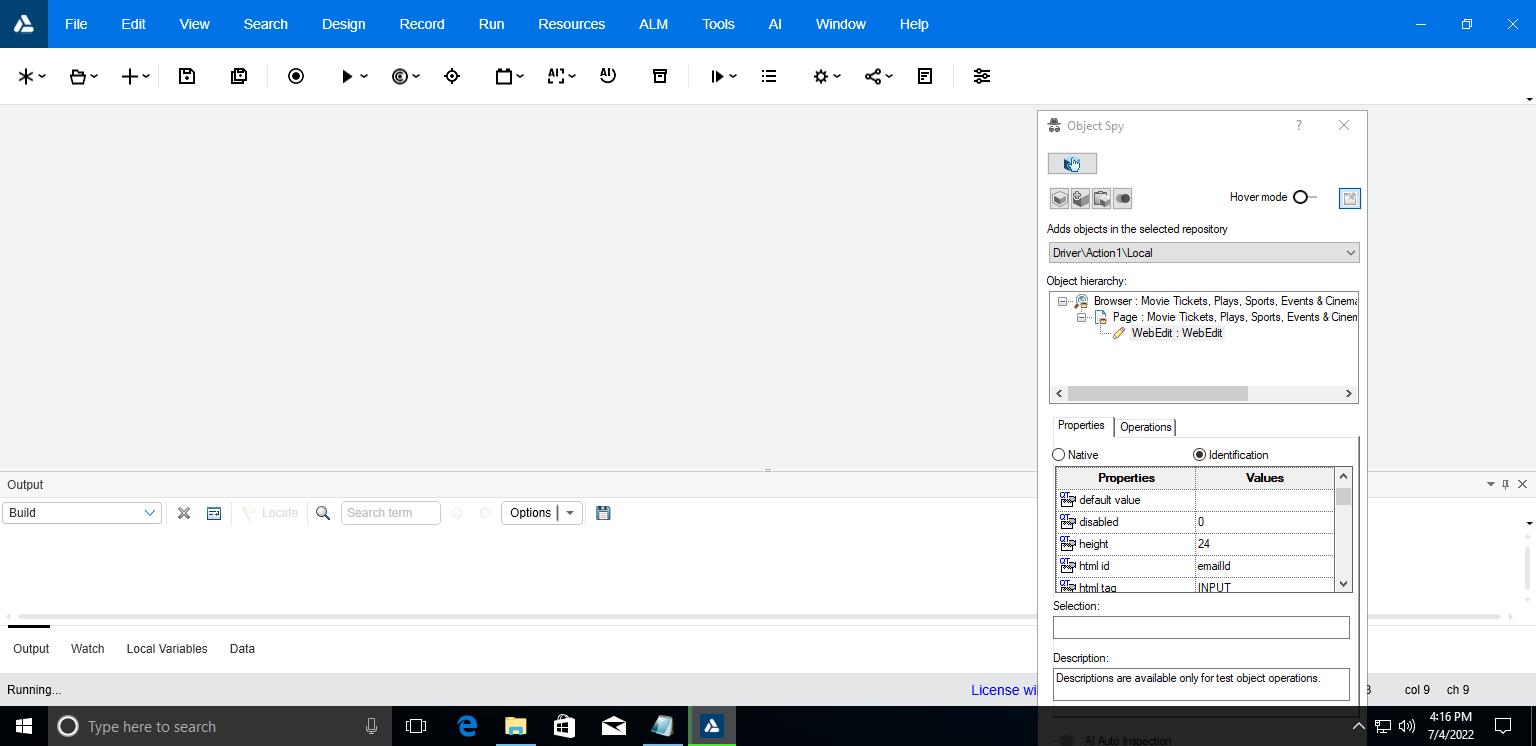 File Edit View Search Design Record Run Resources ALM Tools AI Window Help
Object Spy ?
Hover mode
Adds objects in the selected repository
Driver\Action1\Local
Object hierarchy:
Browser : Movie Tickets, Plays, Sports, Events & Cinema
Page : Movie Tickets, Plays, Sports, Events & Cinem
WebEdit : WebEdit
Properties Operations
Native Identification
Properties Values
default value
disabled 0
height 24
html id emailId
html tag INPUT
Selection:
Description:
Descriptions are available only for test object operations.
AI Auto Inspection
Output
Build Locate Search term Options
Output Watch Local Variables Data
Running... License wi 3 col 9 ch 9
Type here to search
4:16 PM
7/4/2022